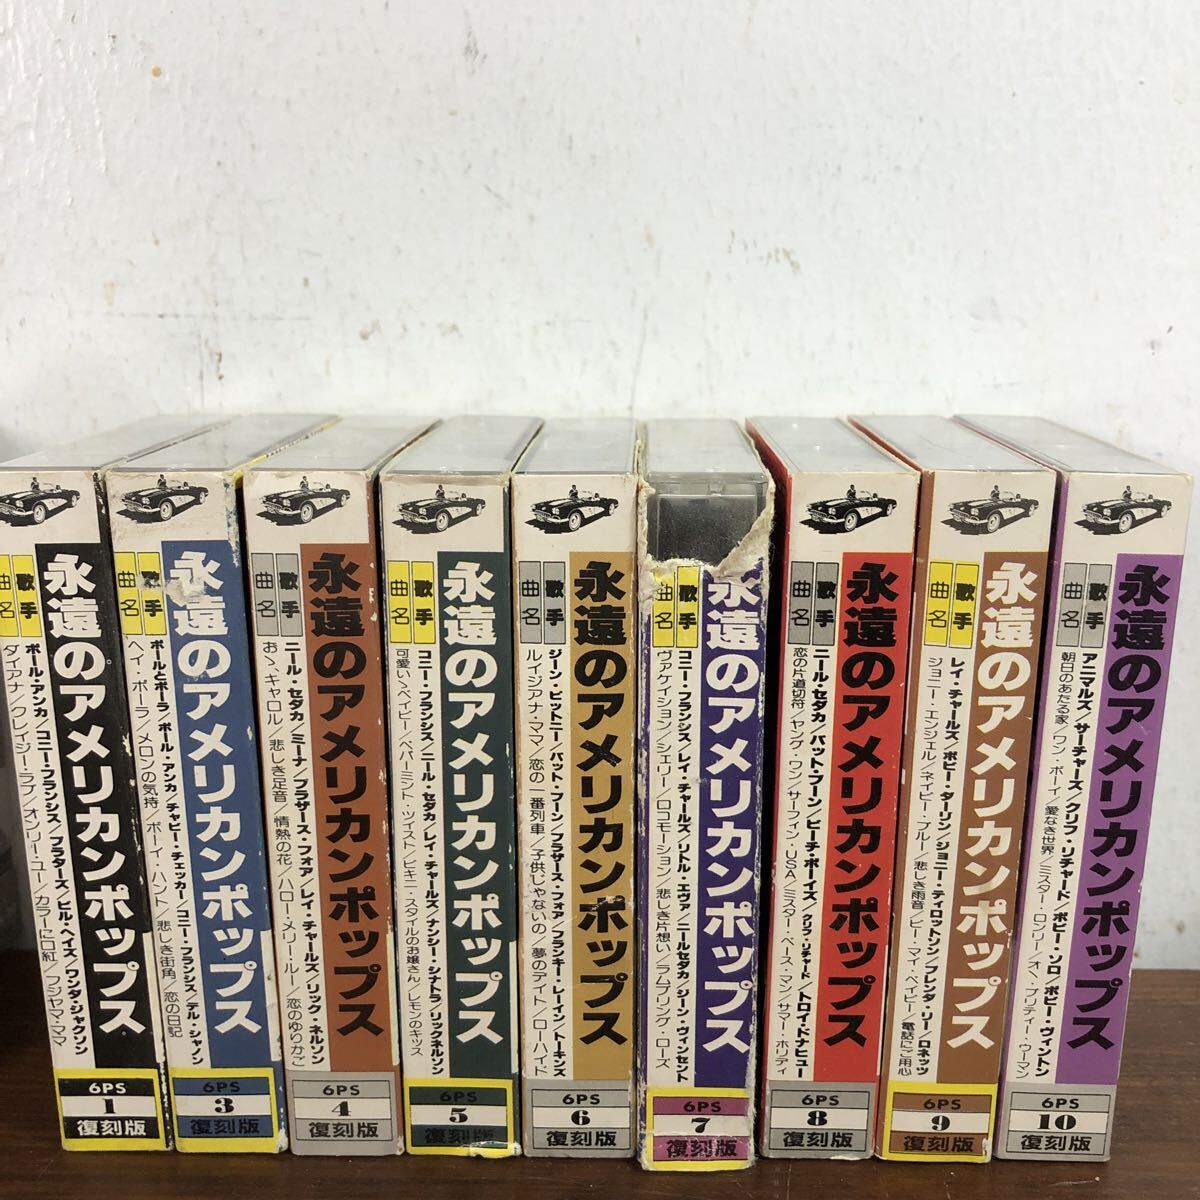 永遠のアメリカンポップス
歌手
ポール・アンカ/コニー・フランシス/プラターズ/ビル・ヘイズ/ワンダ・ジャクソン
曲名
ダイアナ/クレイジー・ラブ/オンリー・ユー/カラーに口紅/フジヤマ・ママ
6PS
1
復刻版
永遠のアメリカンポップス
歌手
ポールとポーラ/ポール・アンカ/チャビー・チェッカー/コニー・フランシス/デル・シャノン
曲名
ヘイ・ポーラ/メロンの気持/ボーイ・ハント/悲しき街角/恋の日記
6PS
3
復刻版
永遠のアメリカンポップス
歌手
ニール・セダカ/ミーナ/ブラザース・フォア/レイ・チャールズ/リック・ネルソン
曲名
おゝ、キャロル/悲しき足音/情熱の花/ハロー・メリー・ルー/恋のゆりかご
6PS
4
復刻版
永遠のアメリカンポップス
歌手
コニー・フランシス/ニール・セダカ/レイ・チャールズ/ナンシー・シナトラ/リックネルソン
曲名
可愛いゝベイビー/ペパーミント・ツイスト/ビキニ・スタイルのお嬢さん/レモンのキッス
6PS
5
復刻版
永遠のアメリカンポップス
歌手
ジーン・ピットニー/パット・ブーン/ブラザース・フォア/フランキー・レイン/トーキンズ
曲名
ルイジアナ・ママ/恋の一番列車/子供じゃないの/夢のデイト/ローハイド
6PS
6
復刻版
永遠のアメリカンポップス
歌手
コニー・フランシス/レイ・チャールズ/リトル・エヴァ/ニールセダカ/ジーン・ヴィンセント
曲名
ヴァケイション/シェリー/ロコモーション/悲しき片想い/ラムブリング・ローズ
6PS
7
復刻版
永遠のアメリカンポップス
歌手
ニール・セダカ/パット・ブーン/ビーチ・ボーイズ/クリフ・リチャード/トロイ・ドナヒュー
曲名
恋の片道切符/ヤング・ワン/サーフィン・USA/ミスター・ベース・マン/サマー・ホリディ
6PS
8
復刻版
永遠のアメリカンポップス
歌手
レイ・チャールズ/ボビー・ダーリン/ジョニー・ティロットソン/ブレンダ・リー/ロネッツ
曲名
ジョニー・エンジェル/ネイビー・ブルー/悲しき雨音/ビー・マイ・ベイビー/電話にご用心
6PS
9
復刻版
永遠のアメリカンポップス
歌手
アニマルズ/サーチャーズ/クリフ・リチャード/ボビー・ソロ/ボビー・ヴィントン
曲名
朝日のあたる家/ワン・ボーイ/愛なき世界/ミスター・ロンリー/オ・プリティー・ウーマン
6PS
10
復刻版